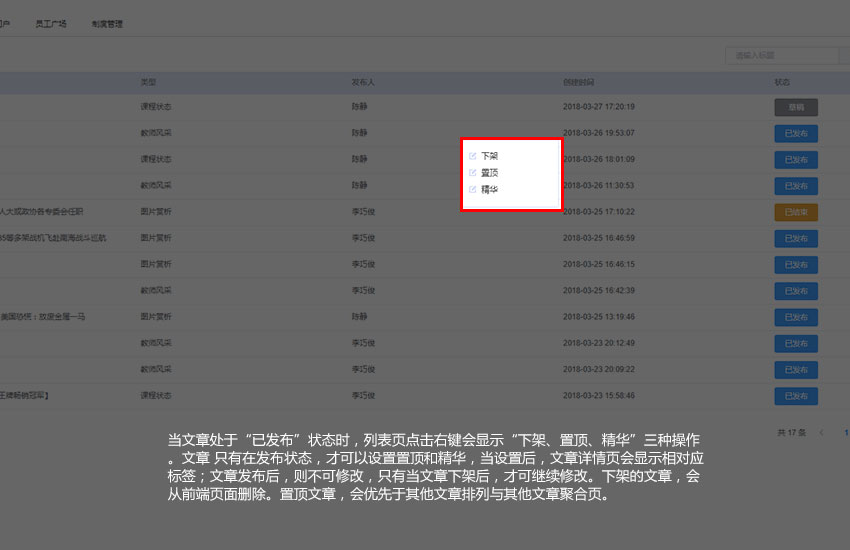 员工广场 制度管理
请输入标题
类型 发布人 创建时间 状态
课程状态 陈静 2018-03-27 17:20:19 草稿
教师风采 陈静 2018-03-26 19:53:07 已发布
下架
课程状态 陈静 2018-03-26 18:01:09 已发布
置顶
教师风采 陈静 2018-03-26 11:30:53 已发布
精华
人大或政协各专委会任职 图片赏析 李巧俊 2018-03-25 17:10:22 已结束
等多架战机飞赴南海战斗巡航 图片赏析 李巧俊 2018-03-25 16:46:59 已发布
图片赏析 李巧俊 2018-03-25 16:46:15 已发布
教师风采 李巧俊 2018-03-25 16:42:39 已发布
美国恐慌：放度金屋一马 图片赏析 陈静 2018-03-25 13:19:46 已发布
教师风采 李巧俊 2018-03-23 20:12:49 已发布
教师风采 李巧俊 2018-03-23 20:09:22 已发布
王牌畅销冠军】 课程状态 李巧俊 2018-03-23 15:58:46 已发布
共 17 条 < 1
当文章处于“已发布”状态时，列表页点击右键会显示“下架、置顶、精华”三种操作
。文章 只有在发布状态，才可以设置置顶和精华，当设置后，文章详情页会显示相对应
标签；文章发布后，则不可修改，只有当文章下架后，才可继续修改。下架的文章，会
从前端页面删除。置顶文章，会优先于其他文章排列与其他文章聚合页。